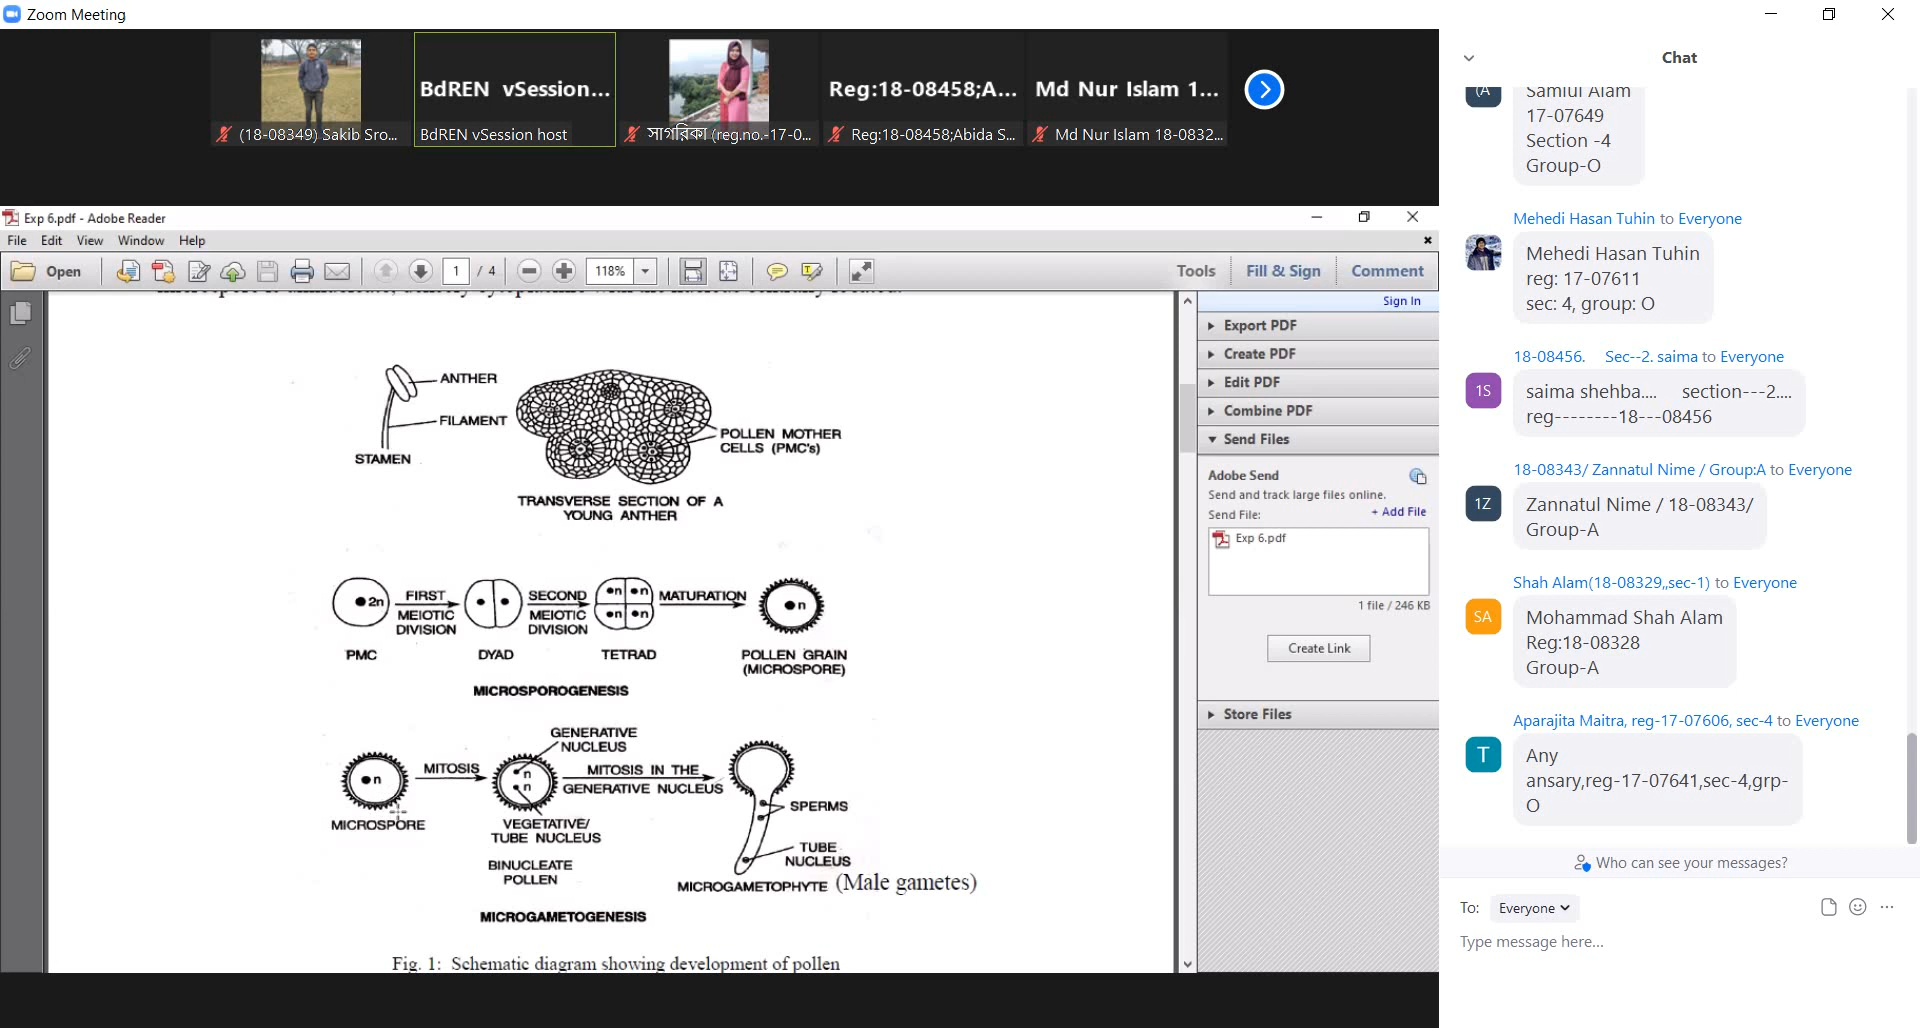 Zoom Meeting
(18-08349) Sakib Sro...
BdREN vSession...
BdREN vSession host
সাগরিকা (reg.no.-17-0...
Reg:18-08458;A...
Reg:18-08458;Abida S...
Md Nur Islam 1...
Md Nur Islam 18-0832...
Exp 6.pdf - Adobe Reader
File Edit View Window Help
Open
1 / 4
118%
Tools
Fill & Sign
Comment
ANTHER
FILAMENT
STAMEN
POLLEN MOTHER
CELLS (PMC's)
TRANSVERSE SECTION OF A
YOUNG ANTHER
2n
FIRST
MEIOTIC
DIVISION
SECOND
MEIOTIC
DIVISION
n n
n n
MATURATION
n
PMC
DYAD
TETRAD
POLLEN GRAIN
(MICROSPORE)
MICROSPOROGENESIS
GENERATIVE
NUCLEUS
n
MITOSIS
n
n
MITOSIS IN THE
GENERATIVE NUCLEUS
SPERMS
MICROSPORE
VEGETATIVE/
TUBE NUCLEUS
TUBE
NUCLEUS
BINUCLEATE
POLLEN
MICROGAMETOPHYTE (Male gametes)
MICROGAMETOGENESIS
Fig. 1: Schematic diagram showing development of pollen
Sign In
Export PDF
Create PDF
Edit PDF
Combine PDF
Send Files
Adobe Send
Send and track large files online.
Send File:
+ Add File
Exp 6.pdf
1 file / 246 KB
Create Link
Store Files
Chat
(A
Samiul Alam
17-07649
Section -4
Group-O
Mehedi Hasan Tuhin to Everyone
Mehedi Hasan Tuhin
reg: 17-07611
sec: 4, group: O
18-08456. Sec--2. saima to Everyone
1S
saima shehba.... section---2....
reg--------18---08456
18-08343/ Zannatul Nime / Group:A to Everyone
1Z
Zannatul Nime / 18-08343/
Group-A
Shah Alam(18-08329,,sec-1) to Everyone
SA
Mohammad Shah Alam
Reg:18-08328
Group-A
Aparajita Maitra, reg-17-07606, sec-4 to Everyone
T
Any
ansary,reg-17-07641,sec-4,grp-
O
Who can see your messages?
To: Everyone
Type message here...